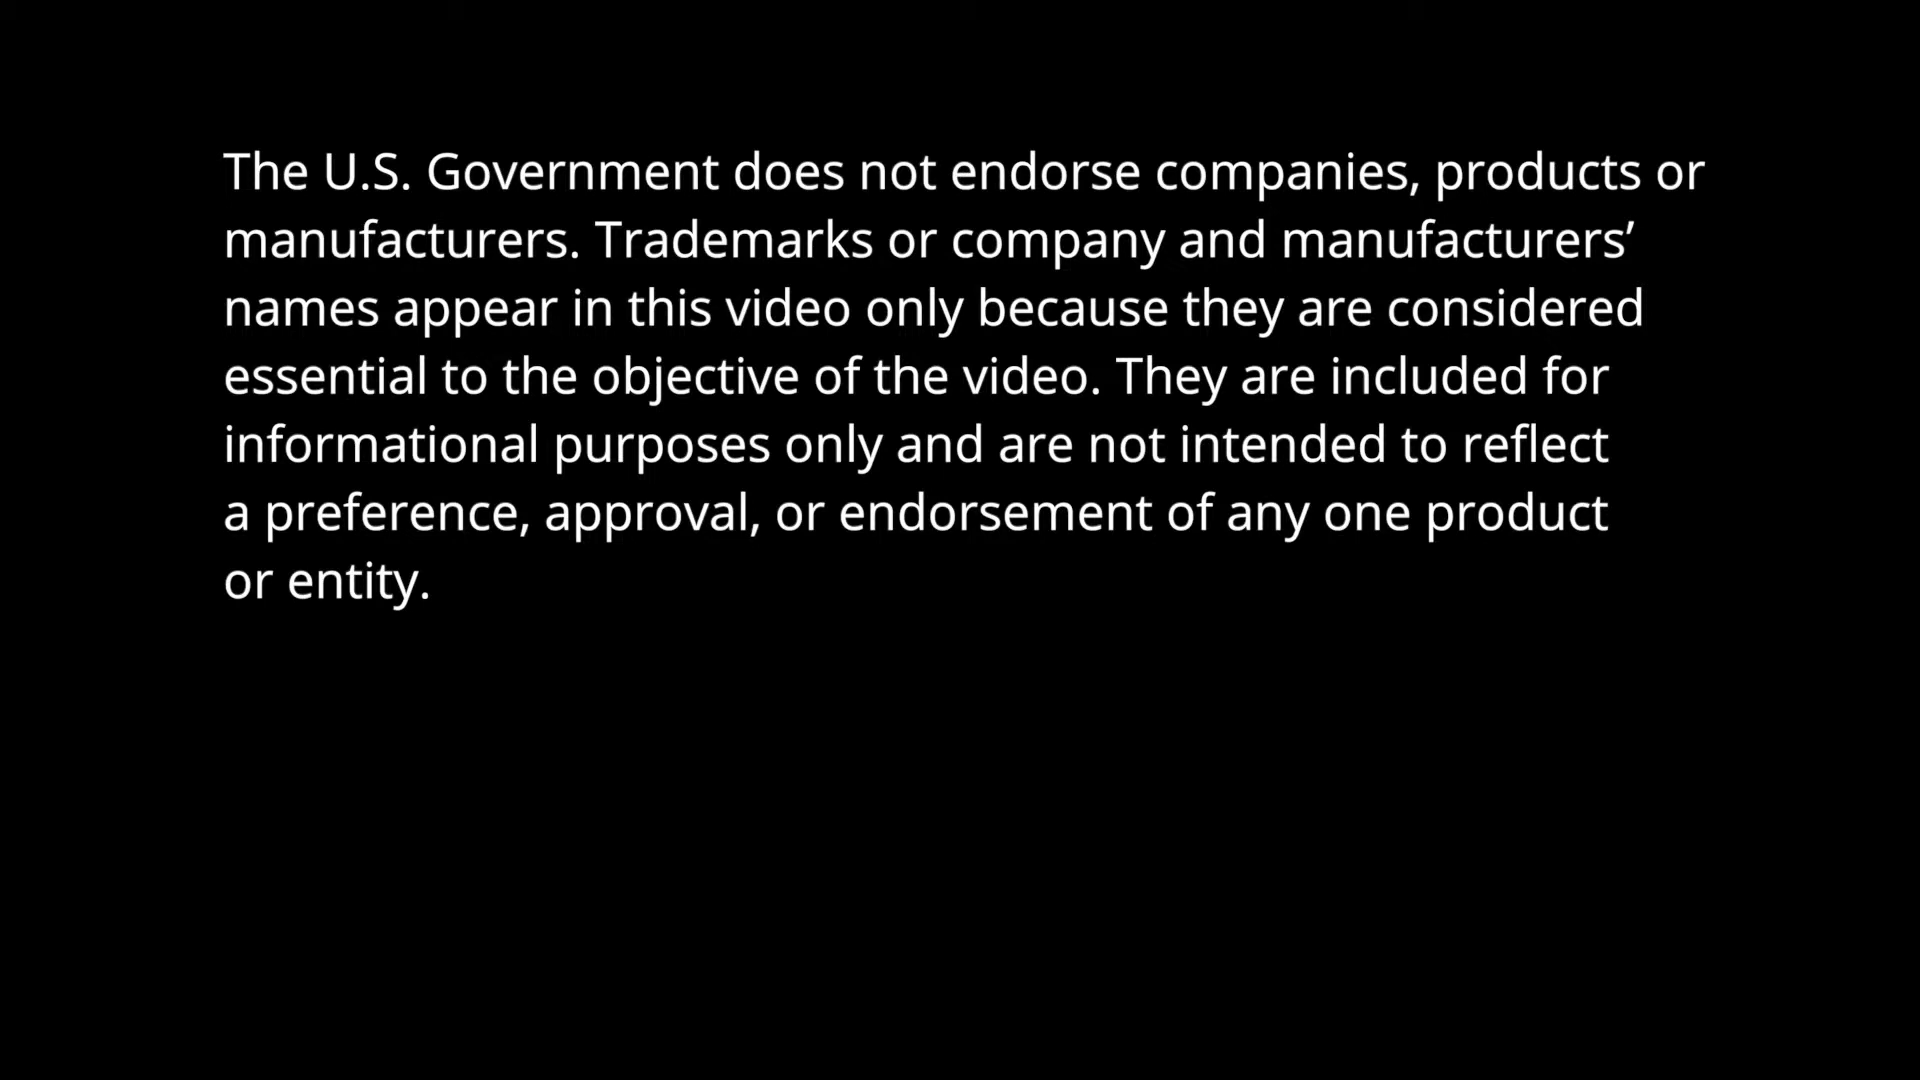 The U.S. Government does not endorse companies, products or
manufacturers. Trademarks or company and manufacturers’
names appear in this video only because they are considered
essential to the objective of the video. They are included for
informational purposes only and are not intended to reflect
a preference, approval, or endorsement of any one product
or entity.